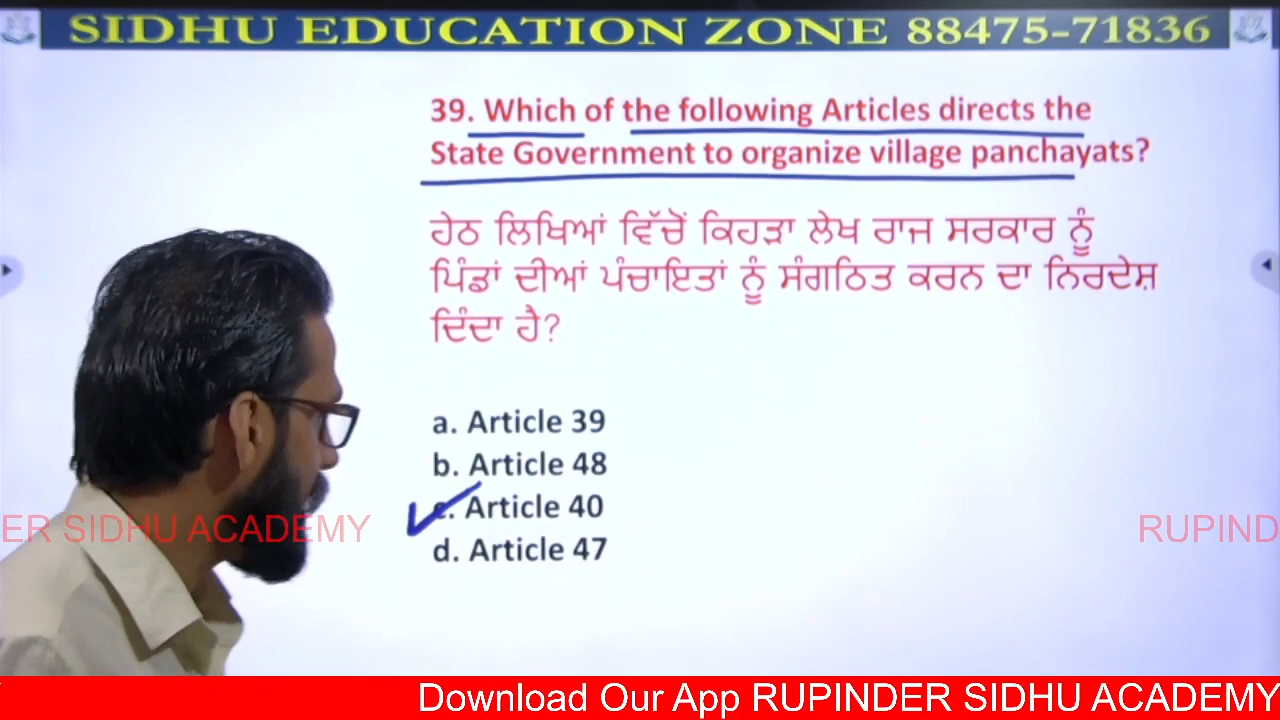 SIDHU EDUCATION ZONE 88475-71836
39. Which of the following Articles directs the
State Government to organize village panchayats?
ਹੇਠ ਲਿਖਿਆਂ ਵਿੱਚੋਂ ਕਿਹੜਾ ਲੇਖ ਰਾਜ ਸਰਕਾਰ ਨੂੰ
ਪਿੰਡਾਂ ਦੀਆਂ ਪੰਚਾਇਤਾਂ ਨੂੰ ਸੰਗਠਿਤ ਕਰਨ ਦਾ ਨਿਰਦੇਸ਼
ਦਿੰਦਾ ਹੈ?
a. Article 39
b. Article 48
c. Article 40
d. Article 47
ER SIDHU ACADEMY
RUPIND
Download Our App RUPINDER SIDHU ACADEMY